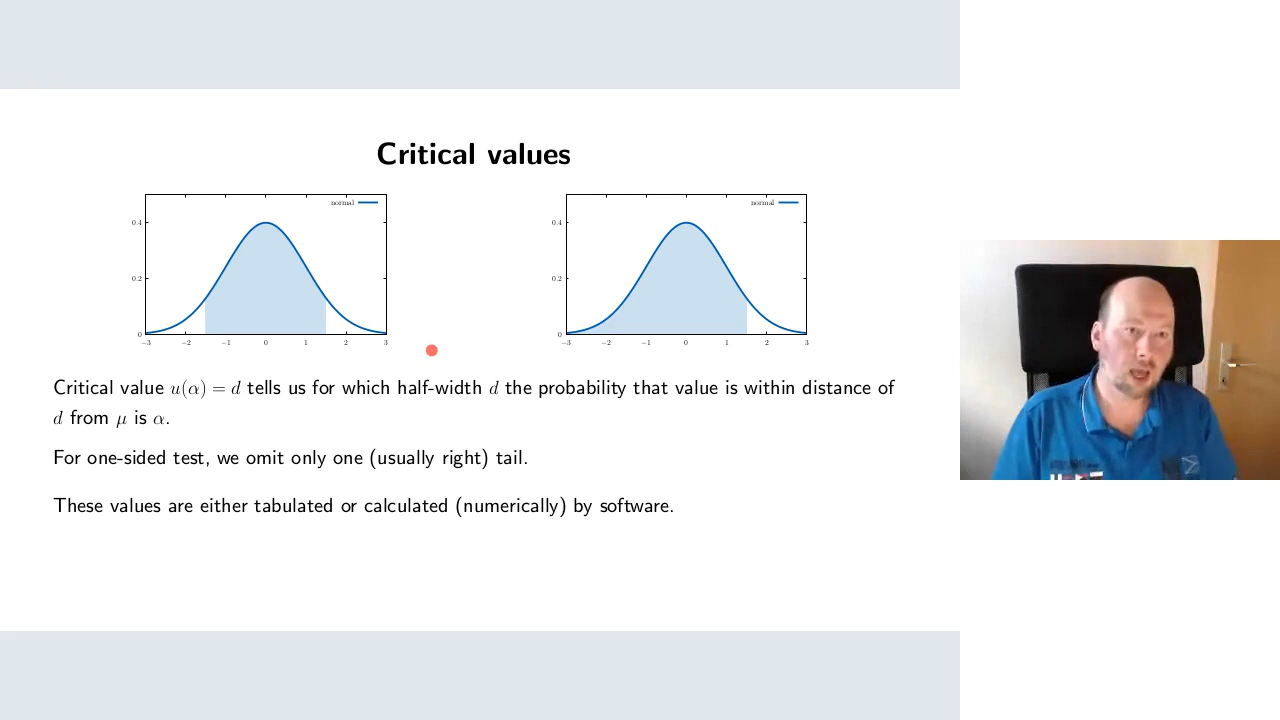 Critical values
normal
0.4
0.2
0
−3 −2 −1 0 1 2 3
normal
0.4
0.2
0
−3 −2 −1 0 1 2 3
Critical value u(α) = d tells us for which half-width d the probability that value is within distance of
d from μ is α.
For one-sided test, we omit only one (usually right) tail.
These values are either tabulated or calculated (numerically) by software.